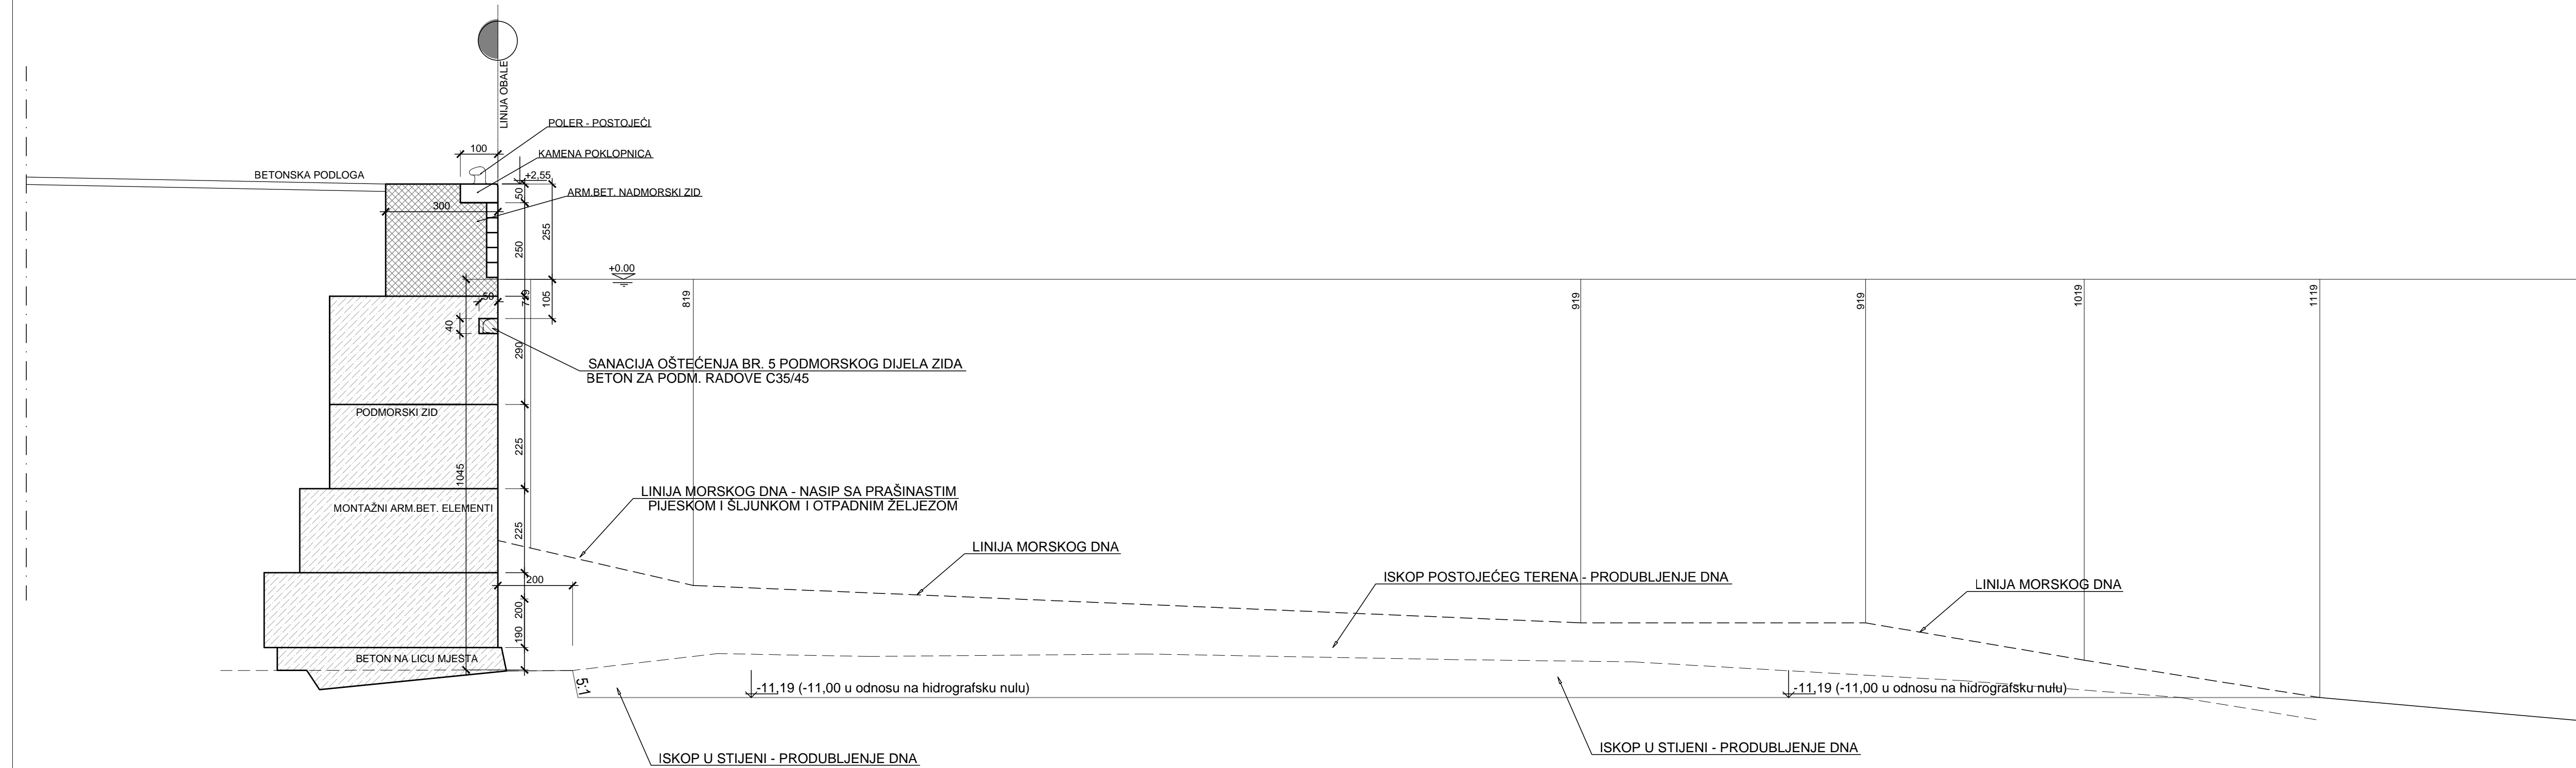 LINIJA OBALE
POLER - POSTOJEĆI
100
KAMENA POKLOPNICA
BETONSKA PODLOGA
+2,55
50
ARM.BET. NADMORSKI ZID
300
255
250
+0.00
50
719
105
819
919
919
1019
1119
40
290
SANACIJA OŠTEĆENJA BR. 5 PODMORSKOG DIJELA ZIDA
BETON ZA PODM. RADOVE C35/45
PODMORSKI ZID
225
1045
LINIJA MORSKOG DNA - NASIP SA PRAŠINASTIM
PIJESKOM I ŠLJUNKOM I OTPADNIM ŽELJEZOM
MONTAŽNI ARM.BET. ELEMENTI
225
LINIJA MORSKOG DNA
200
ISKOP POSTOJEĆEG TERENA - PRODUBLJENJE DNA
LINIJA MORSKOG DNA
200
190
BETON NA LICU MJESTA
5:1
-11,19 (-11,00 u odnosu na hidrografsku nulu)
-11,19 (-11,00 u odnosu na hidrografsku nulu)
ISKOP U STIJENI - PRODUBLJENJE DNA
ISKOP U STIJENI - PRODUBLJENJE DNA